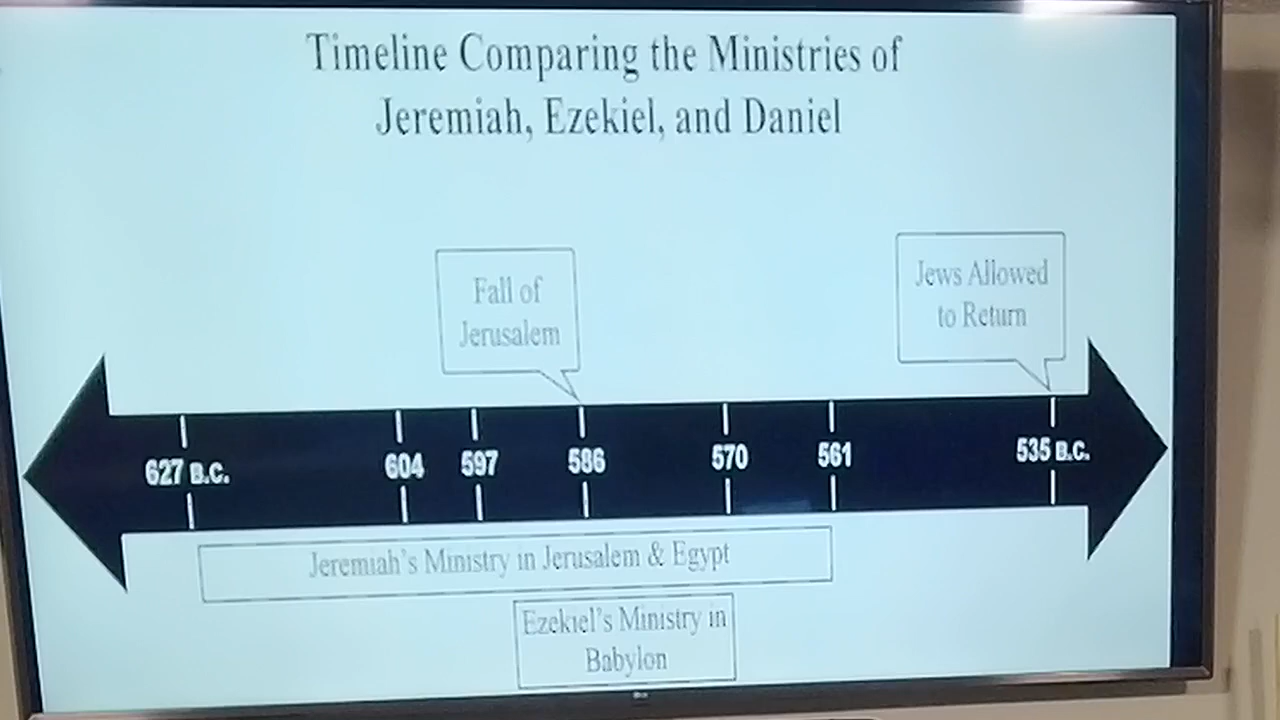 Timeline Comparing the Ministries of
Jeremiah, Ezekiel, and Daniel
Fall of
Jerusalem
Jews Allowed
to Return
627 B.C. 604 597 586 570 561 535 B.C.
Jeremiah's Ministry in Jerusalem & Egypt
Ezekiel's Ministry in
Babylon